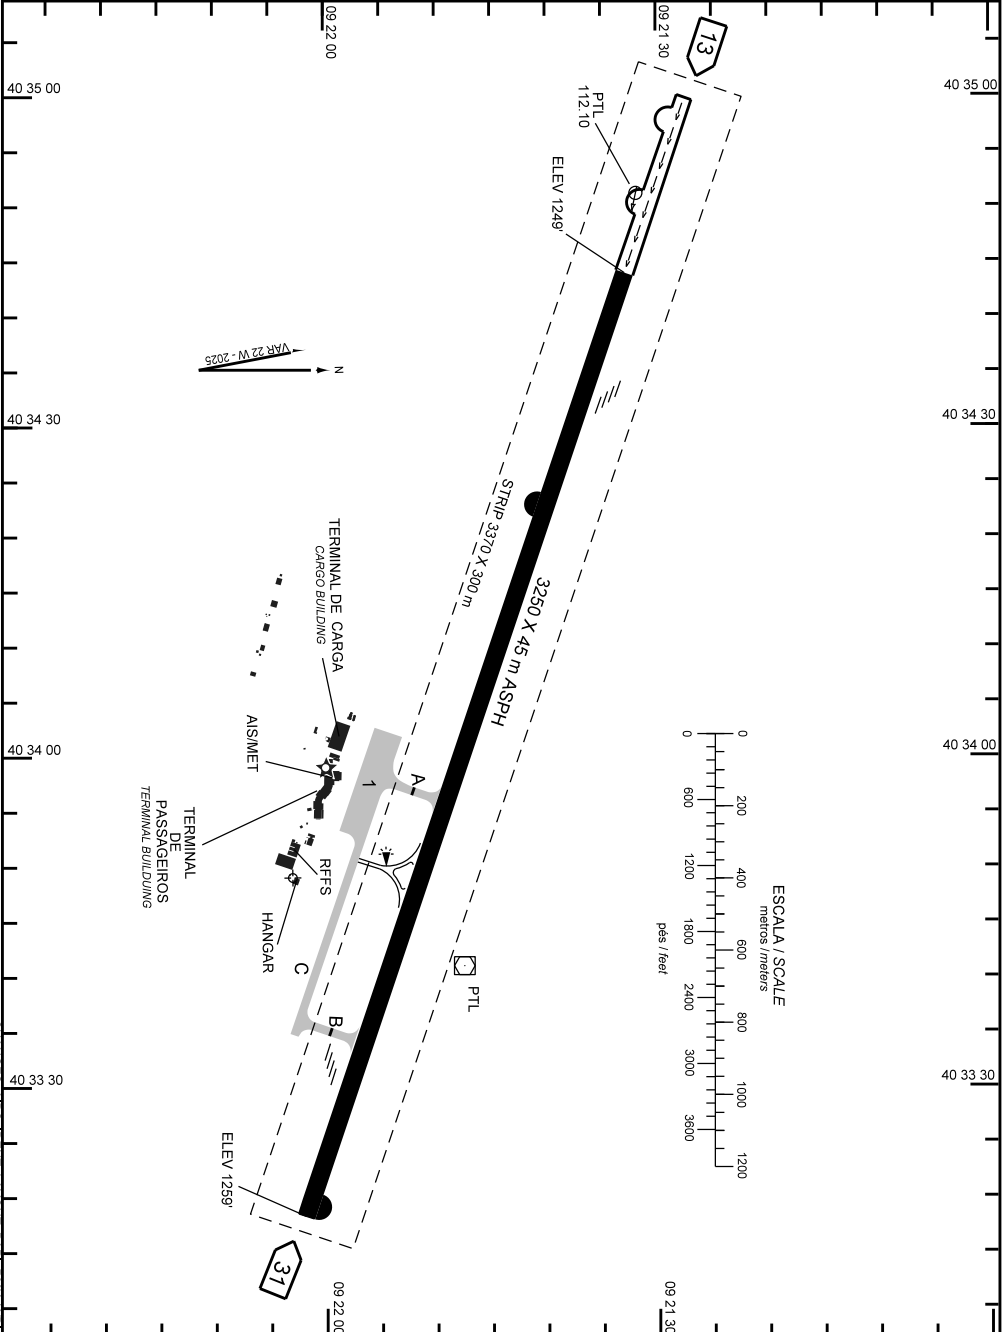 09 22 00
09 21 30
13
40 35 00
40 35 00
PTL
112.10
ELEV 1249'
VAR 22 W - 2025
N
40 34 30
40 34 30
STRIP 3370 X 300 m
3250 X 45 m ASPH
TERMINAL DE CARGA
CARGO BUILDING
AIS/MET
40 34 00
40 34 00
A
1
TERMINAL
DE
PASSAGEIROS
TERMINAL BUILDUING
RFFS
HANGAR
C
B
PTL
ESCALA / SCALE
metros / meters
0 200 400 600 800 1000 1200
0 600 1200 1800 2400 3000 3600
pés / feet
40 33 30
40 33 30
ELEV 1259'
31
09 22 00
09 21 30